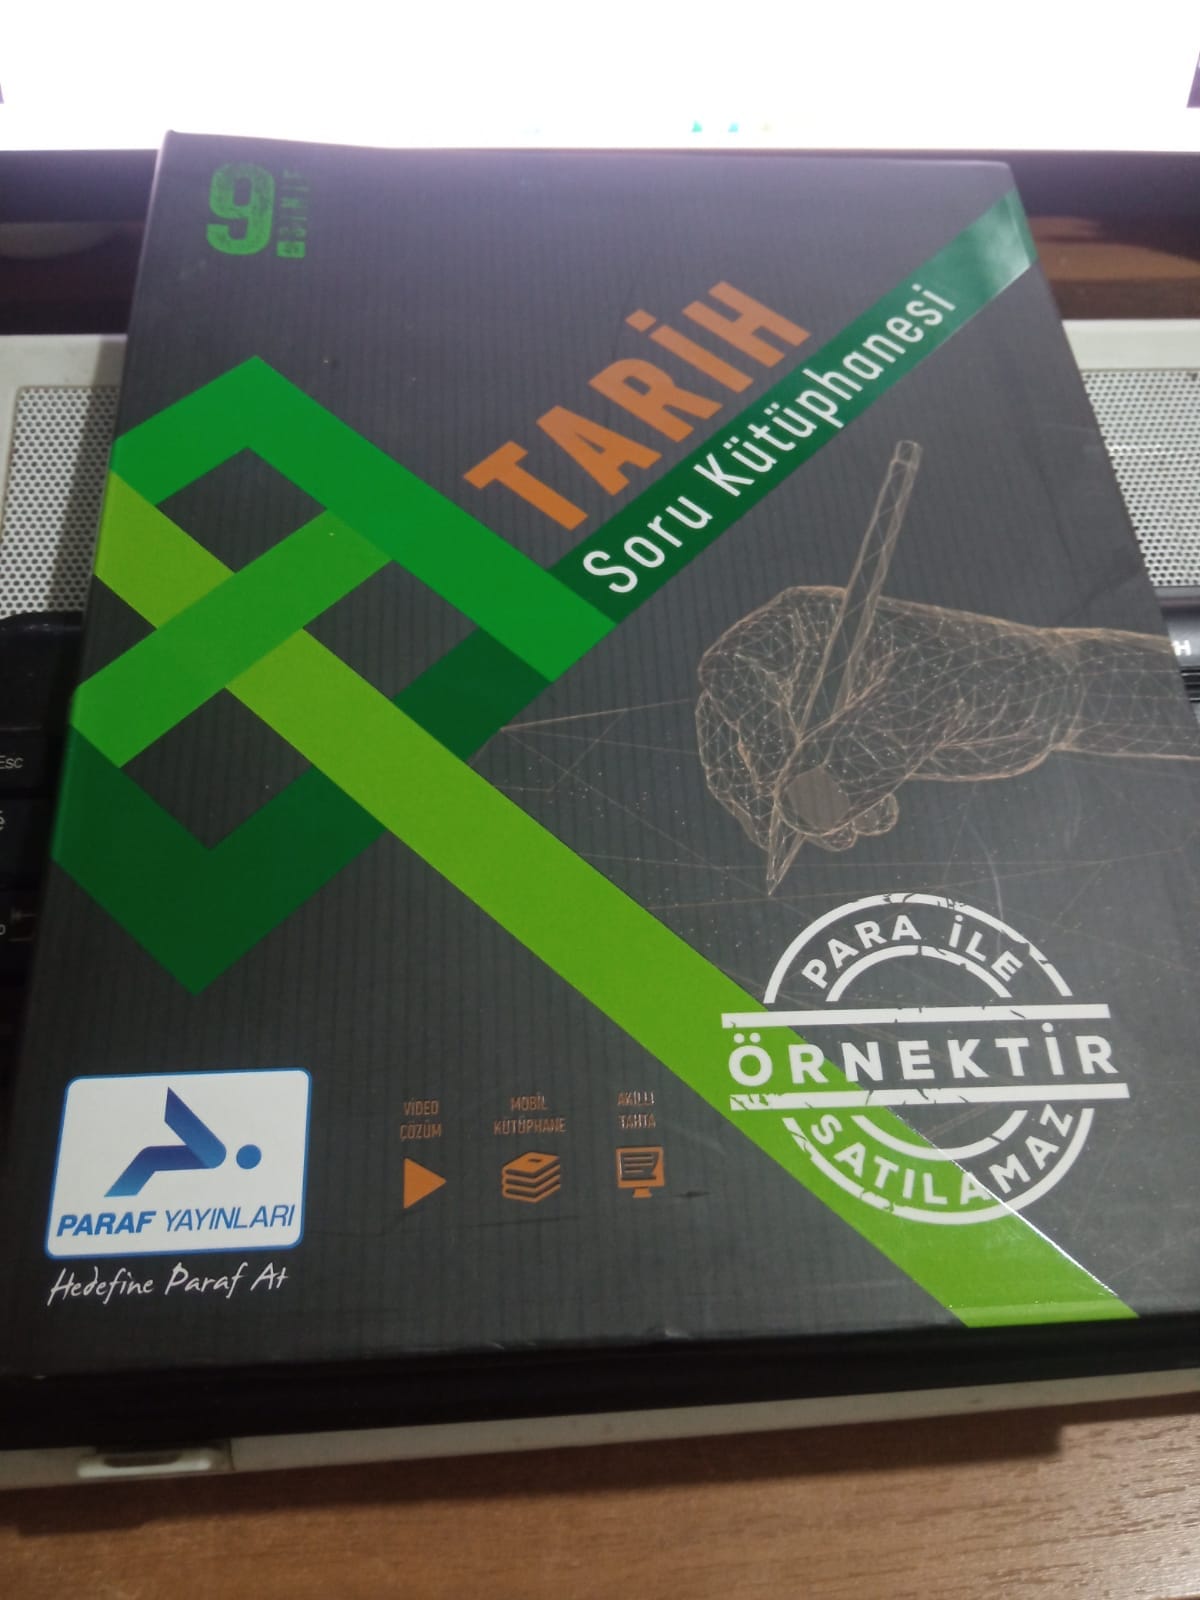 9.
SINIF
TARİH
Soru Kütüphanesi
PARA İLE
ÖRNEKTİR
SATILAMAZ
VİDEO
ÇÖZÜM
MOBİL
KÜTÜPHANE
AKILLI
TAHTA
PARAF YAYINLARI
Hedefine Paraf At
Esc
H